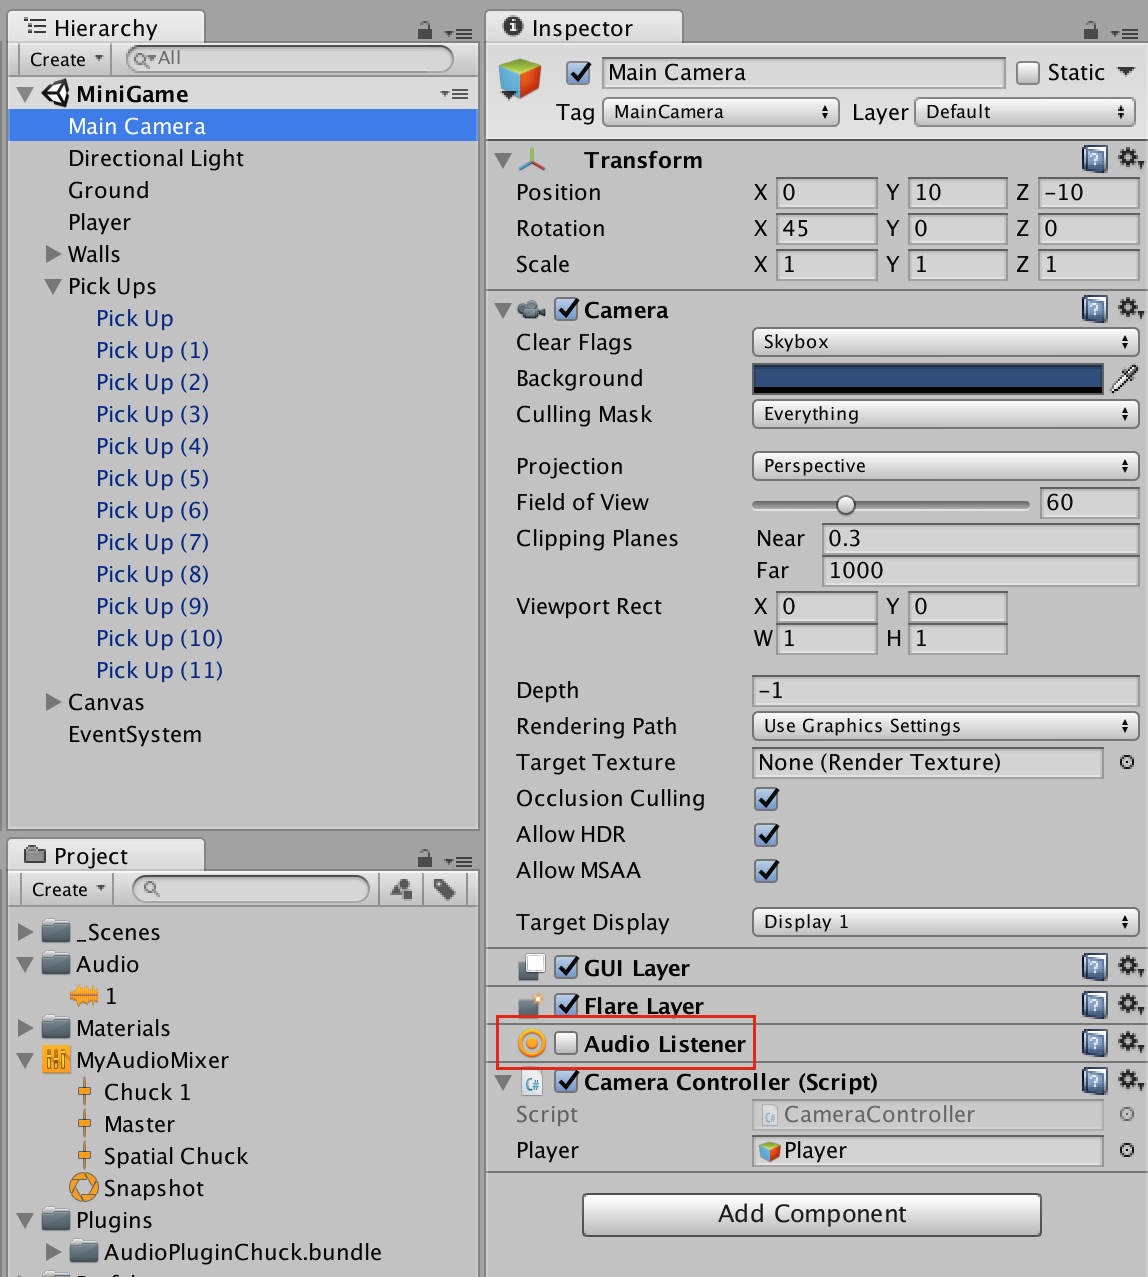 Hierarchy
Create
All
MiniGame
Main Camera
Directional Light
Ground
Player
Walls
Pick Ups
Pick Up
Pick Up (1)
Pick Up (2)
Pick Up (3)
Pick Up (4)
Pick Up (5)
Pick Up (6)
Pick Up (7)
Pick Up (8)
Pick Up (9)
Pick Up (10)
Pick Up (11)
Canvas
EventSystem
Project
Create
_Scenes
Audio
1
Materials
MyAudioMixer
Chuck 1
Master
Spatial Chuck
Snapshot
Plugins
AudioPluginChuck.bundle
Inspector
Main Camera Static
Tag MainCamera Layer Default
Transform
Position X 0 Y 10 Z -10
Rotation X 45 Y 0 Z 0
Scale X 1 Y 1 Z 1
Camera
Clear Flags Skybox
Background
Culling Mask Everything
Projection Perspective
Field of View 60
Clipping Planes Near 0.3
Far 1000
Viewport Rect X 0 Y 0
W 1 H 1
Depth -1
Rendering Path Use Graphics Settings
Target Texture None (Render Texture)
Occlusion Culling
Allow HDR
Allow MSAA
Target Display Display 1
GUI Layer
Flare Layer
Audio Listener
C# Camera Controller (Script)
Script CameraController
Player Player
Add Component